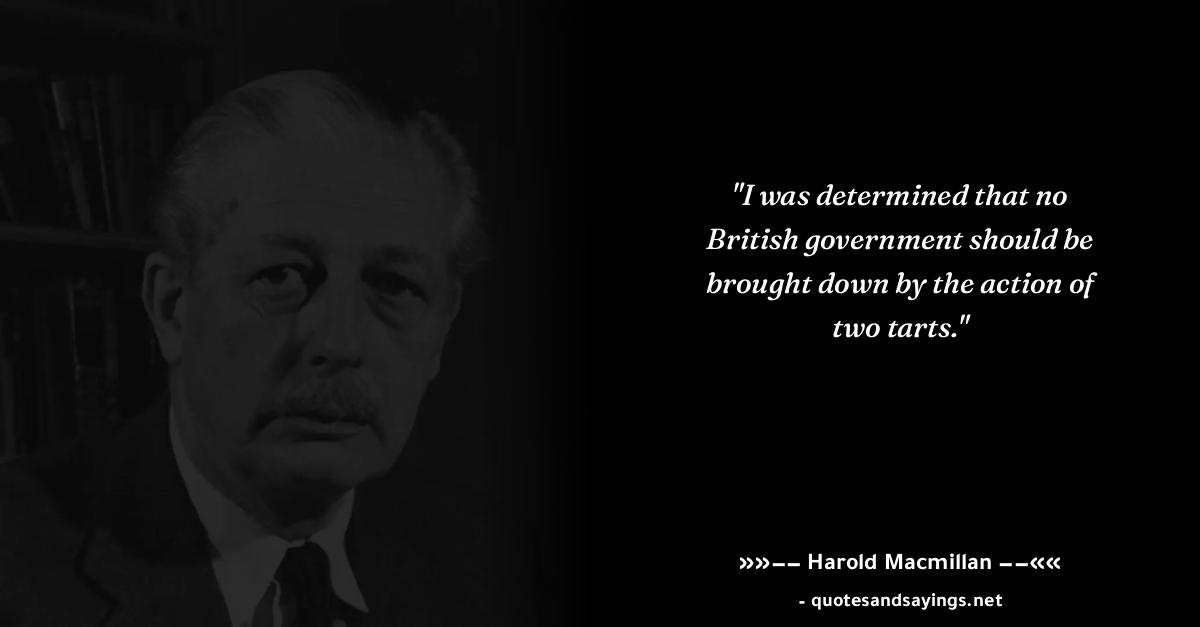 "I was determined that no
British government should be
brought down by the action of
two tarts."
»»–– Harold Macmillan ––««
- quotesandsayings.net